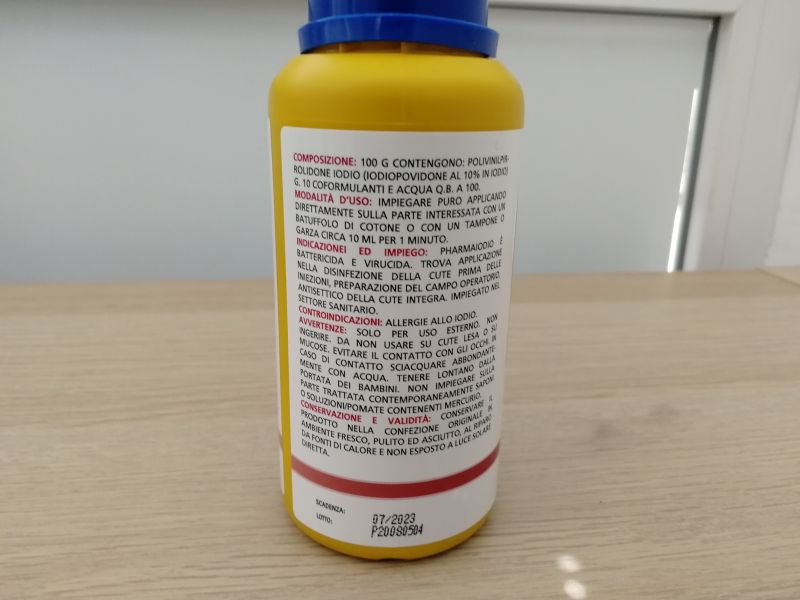 COMPOSIZIONE: 100 G CONTENGONO: POLIVINILPIR-
ROLIDONE IODIO (IODIOPOVIDONE AL 10% IN IODIO)
G. 10 COFORMULANTI E ACQUA Q.B. A 100.
MODALITÀ D'USO: IMPIEGARE PURO APPLICANDO
DIRETTAMENTE SULLA PARTE INTERESSATA CON UN
BATUFFOLO DI COTONE O CON UN TAMPONE O
GARZA CIRCA 10 ML PER 1 MINUTO.
INDICAZIONEI ED IMPIEGO: PHARMAIODIO È
BATTERICIDA E VIRUCIDA. TROVA APPLICAZIONE
NELLA DISINFEZIONE DELLA CUTE PRIMA DELLE
INIEZIONI, PREPARAZIONE DEL CAMPO OPERATORIO,
ANTISETTICO DELLA CUTE INTEGRA. IMPIEGATO NEL
SETTORE SANITARIO.
CONTROINDICAZIONI: ALLERGIE ALLO IODIO.
AVVERTENZE: SOLO PER USO ESTERNO. NON
INGERIRE. DA NON USARE SU CUTE LESA O SU
MUCOSE. EVITARE IL CONTATTO CON GLI OCCHI. IN
CASO DI CONTATTO SCIACQUARE ABBONDANTE-
MENTE CON ACQUA. TENERE LONTANO DALLA
PORTATA DEI BAMBINI. NON IMPIEGARE SULLA
PARTE TRATTATA CONTEMPORANEAMENTE SAPONI
O SOLUZIONI/POMATE CONTENENTI MERCURIO.
CONSERVAZIONE E VALIDITÀ: CONSERVARE IL
PRODOTTO NELLA CONFEZIONE ORIGINALE IN
AMBIENTE FRESCO, PULITO ED ASCIUTTO, AL RIPARO
DA FONTI DI CALORE E NON ESPOSTO A LUCE SOLARE
DIRETTA.
SCADENZA: 07/2023
LOTTO: P20080504